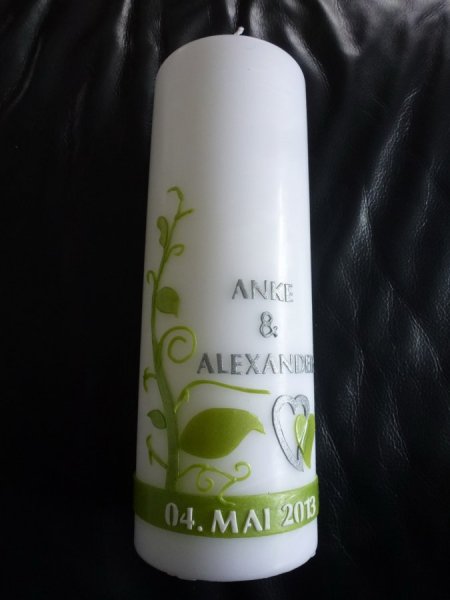 ANKE
&
ALEXANDER
04. MAI 2013